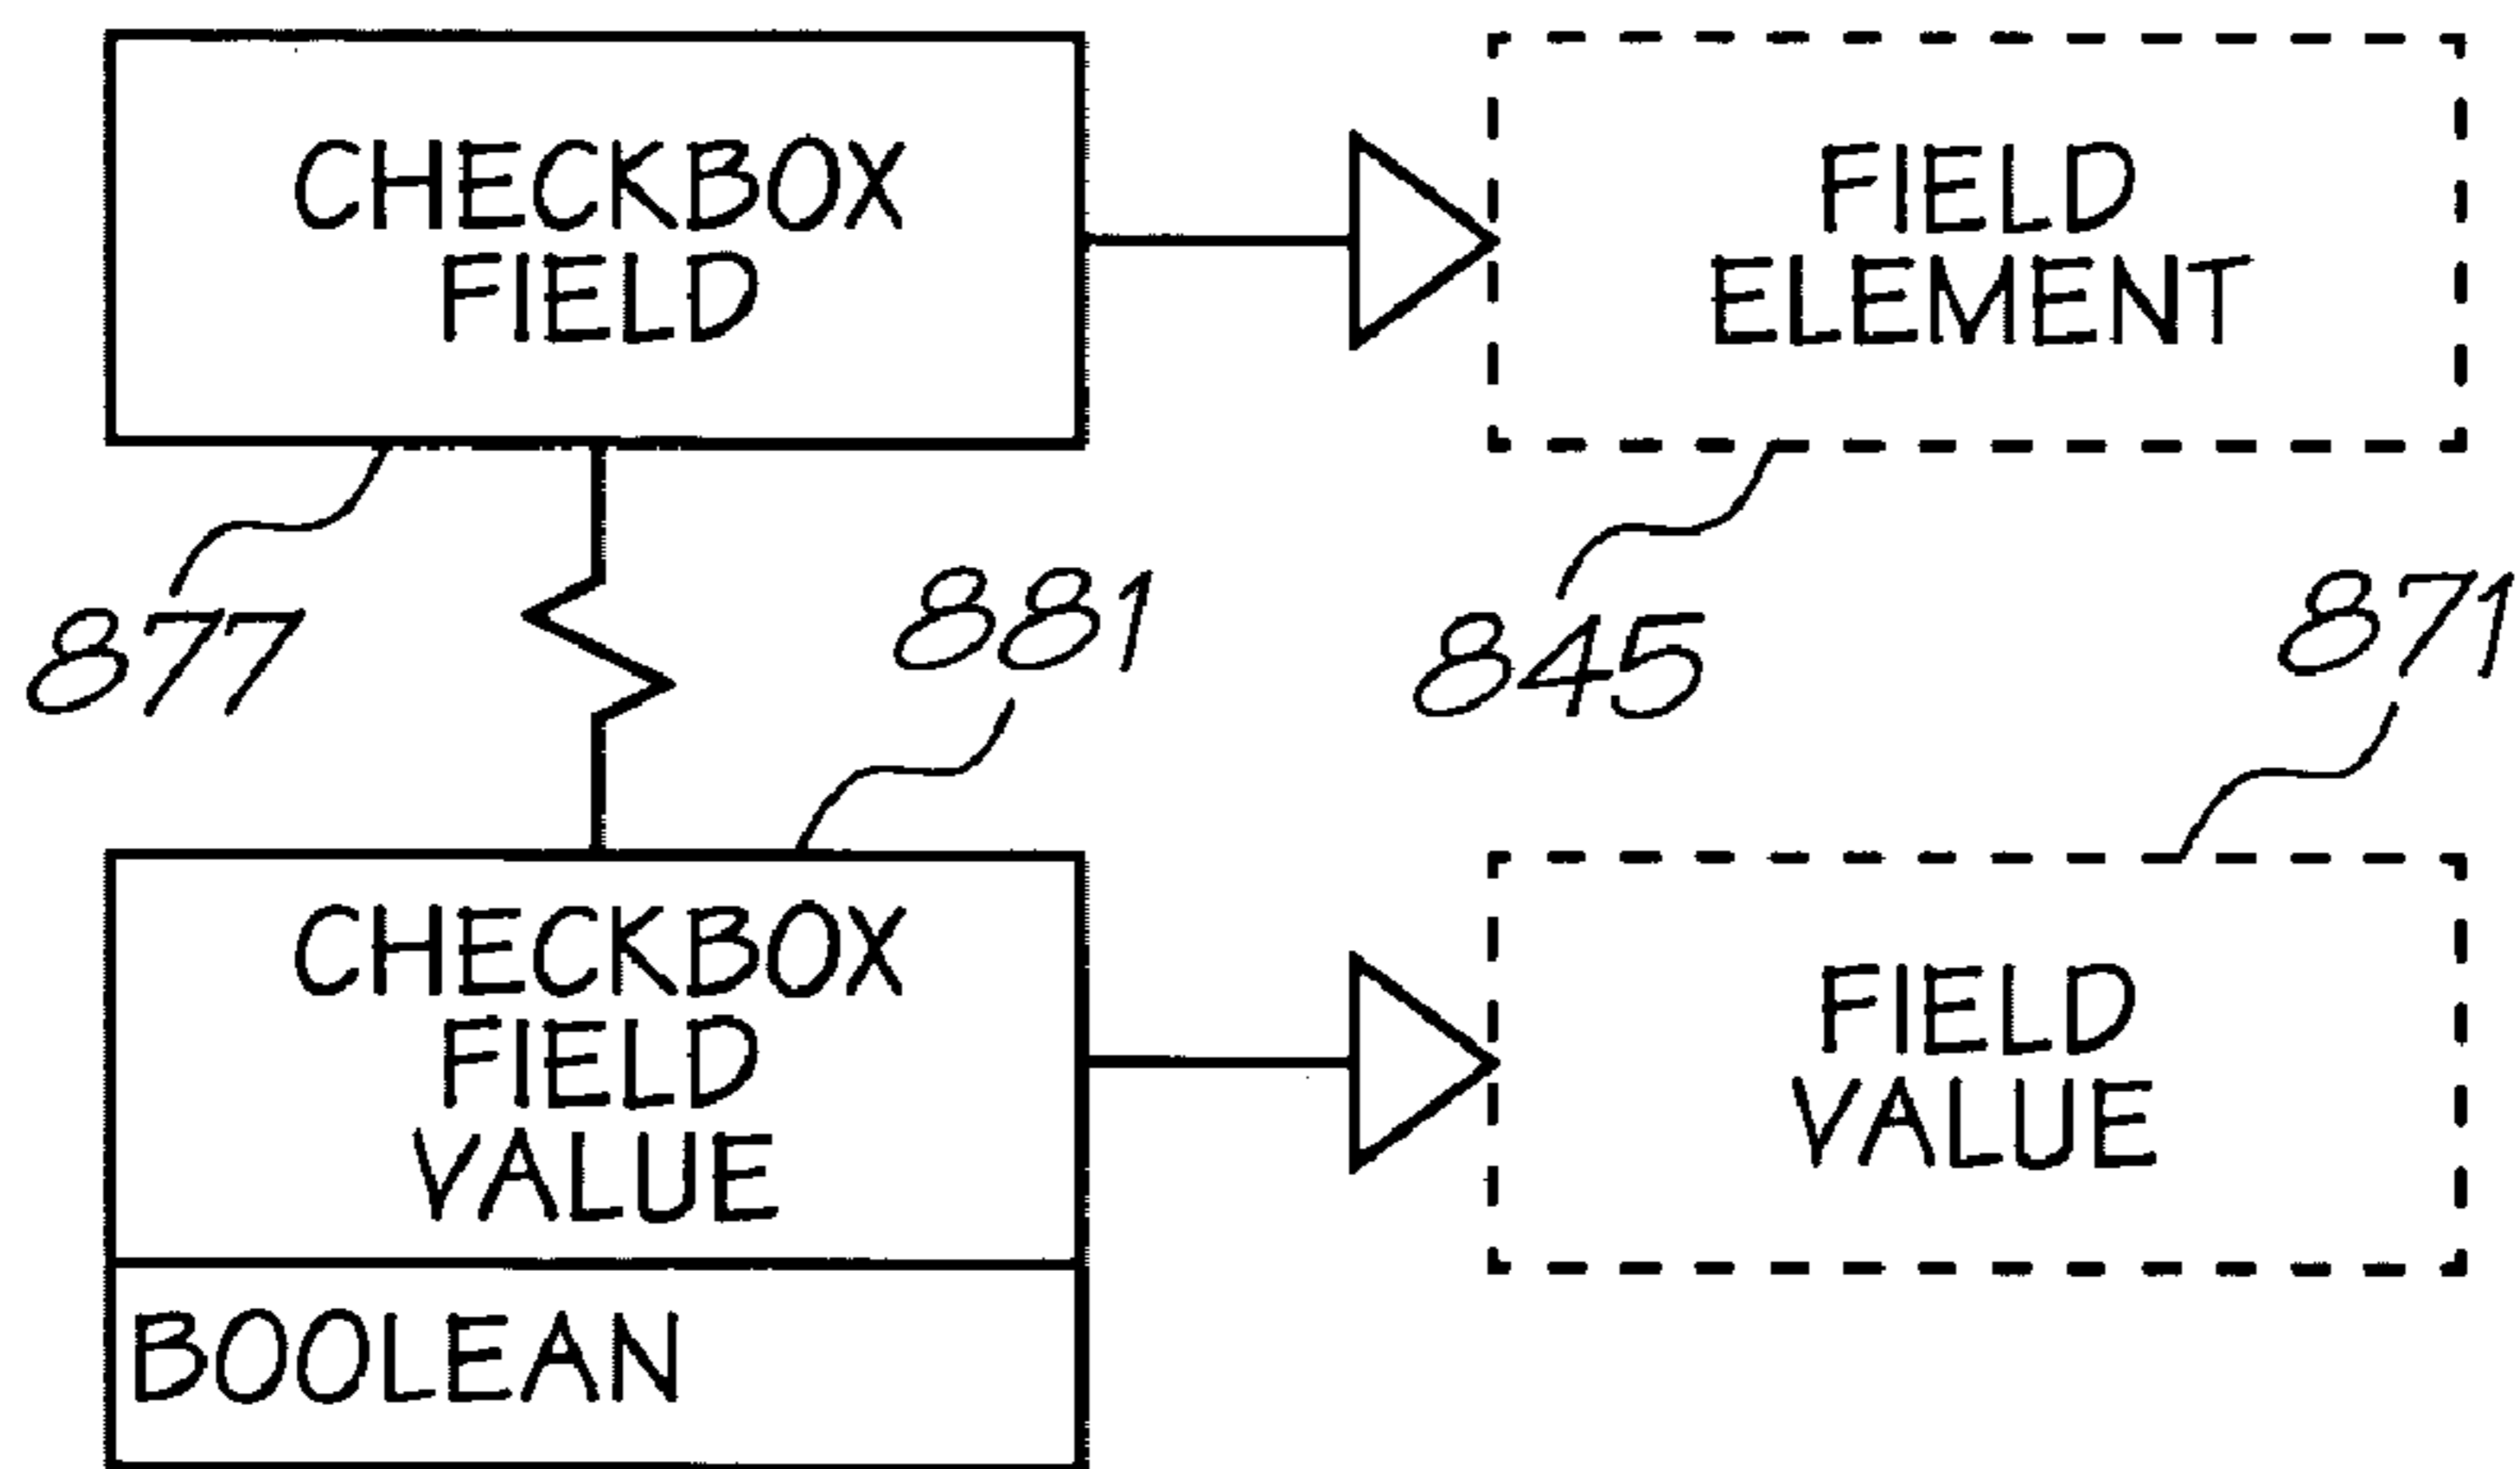 CHECKBOX
FIELD
FIELD
ELEMENT
877
881
845
871
CHECKBOX
FIELD
VALUE
FIELD
VALUE
BOOLEAN